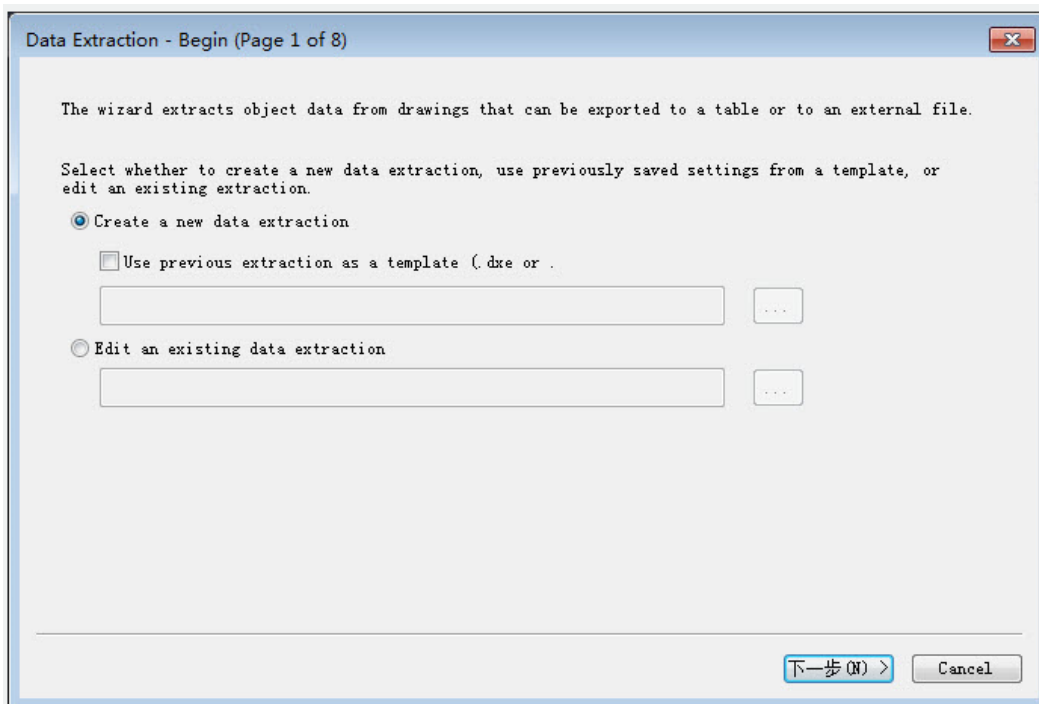 Data Extraction - Begin (Page 1 of 8)
The wizard extracts object data from drawings that can be exported to a table or to an external file.
Select whether to create a new data extraction, use previously saved settings from a template, or
edit an existing extraction.
Create a new data extraction
Use previous extraction as a template (.dxe or .
...
Edit an existing data extraction
...
下一步(N) > Cancel